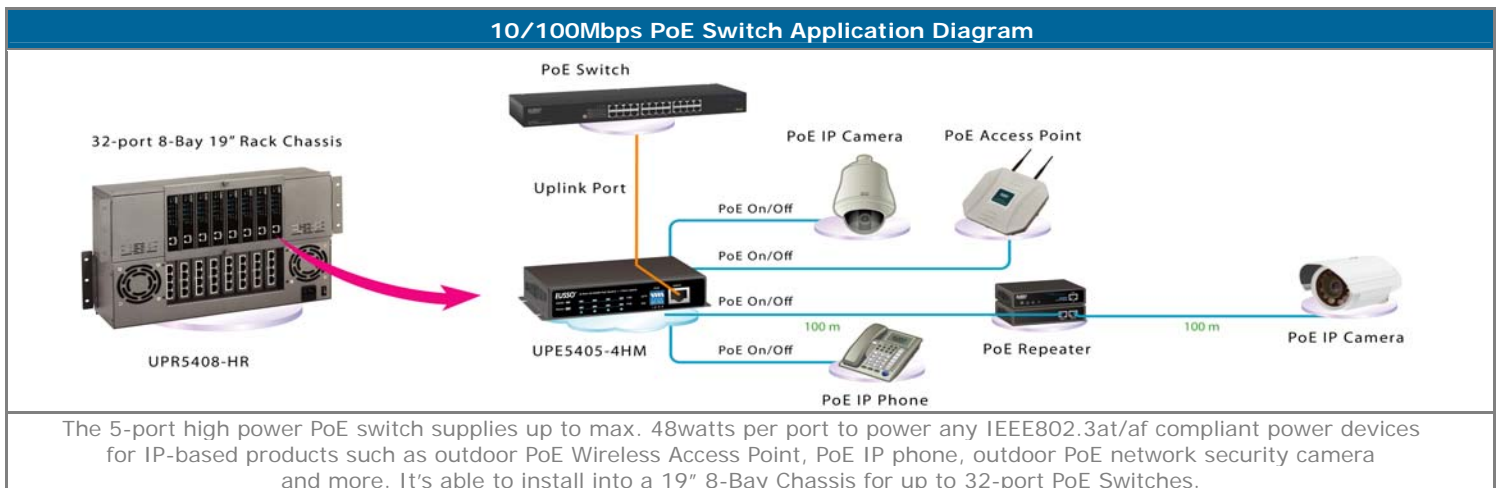 10/100Mbps PoE Switch Application Diagram
PoE Switch
32-port 8-Bay 19" Rack Chassis
PoE IP Camera
PoE Access Point
Uplink Port
PoE On/Off
PoE On/Off
FUSSO
PoE On/Off
100 m
100 m
UPE5405-4HM
PoE On/Off
PoE Repeater
PoE IP Camera
UPR5408-HR
PoE IP Phone
The 5-port high power PoE switch supplies up to max. 48watts per port to power any IEEE802.3at/af compliant power devices
for IP-based products such as outdoor PoE Wireless Access Point, PoE IP phone, outdoor PoE network security camera
and more. It's able to install into a 19" 8-Bay Chassis for up to 32-port PoE Switches.